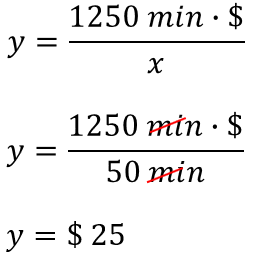 y = 1250 min · $ / x
y = 1250 min · $ / 50 min
y = $ 25